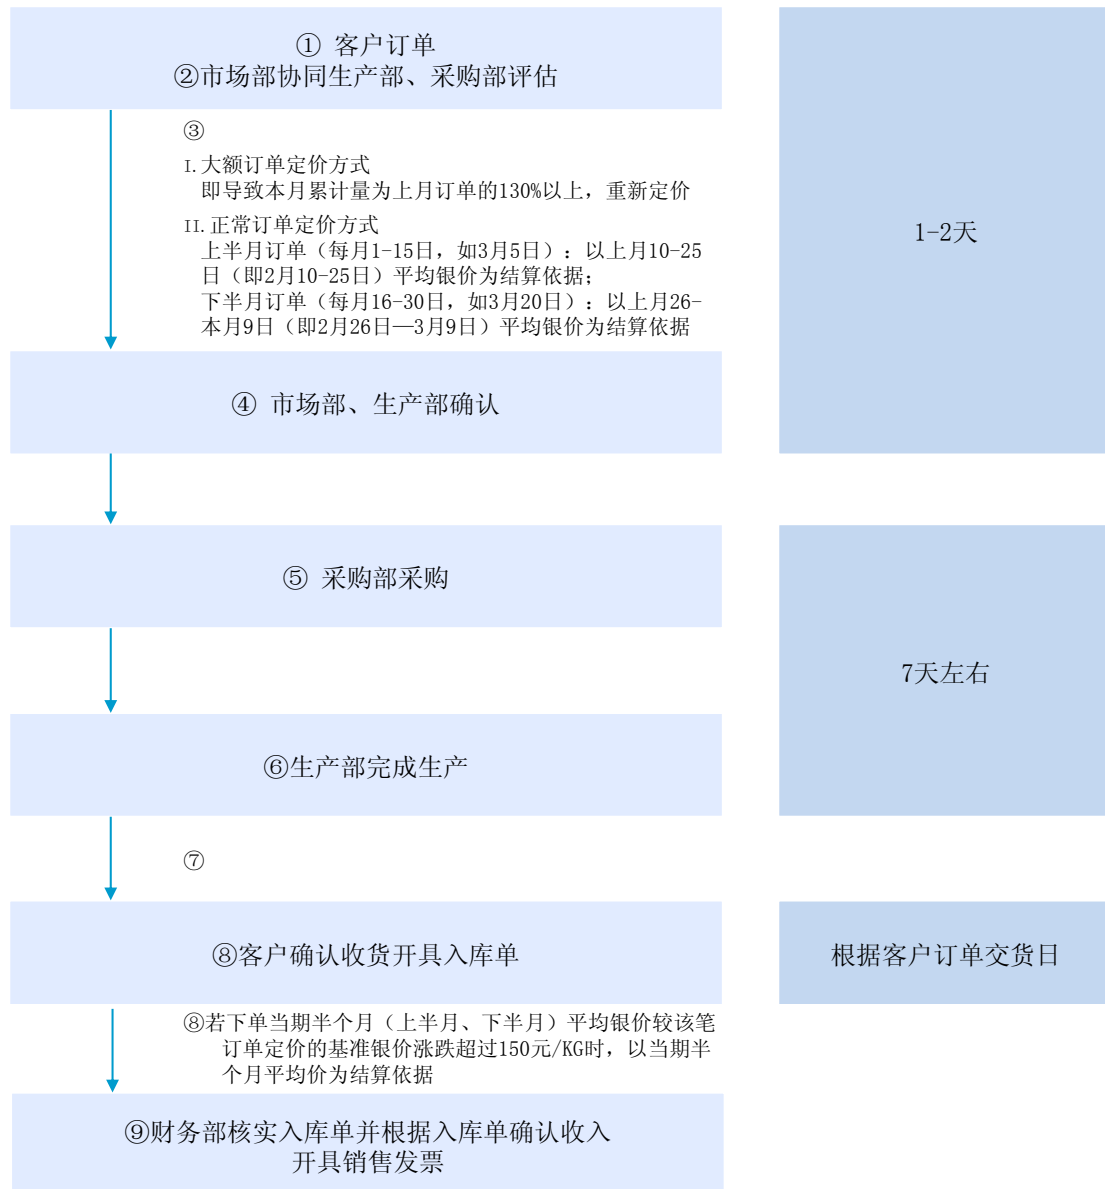 ① 客户订单
②市场部协同生产部、采购部评估
③
I.大额订单定价方式
即导致本月累计量为上月订单的130%以上，重新定价
II.正常订单定价方式
上半月订单（每月1-15日，如3月5日）：以上月10-25
日（即2月10-25日）平均银价为结算依据；
下半月订单（每月16-30日，如3月20日）：以上月26-
本月9日（即2月26日—3月9日）平均银价为结算依据
④ 市场部、生产部确认
1-2天
⑤ 采购部采购
⑥生产部完成生产
7天左右
⑦
⑧客户确认收货开具入库单
根据客户订单交货日
⑧若下单当期半个月（上半月、下半月）平均银价较该笔
订单定价的基准银价涨跌超过150元/KG时，以当期半
个月平均价为结算依据
⑨财务部核实入库单并根据入库单确认收入
开具销售发票